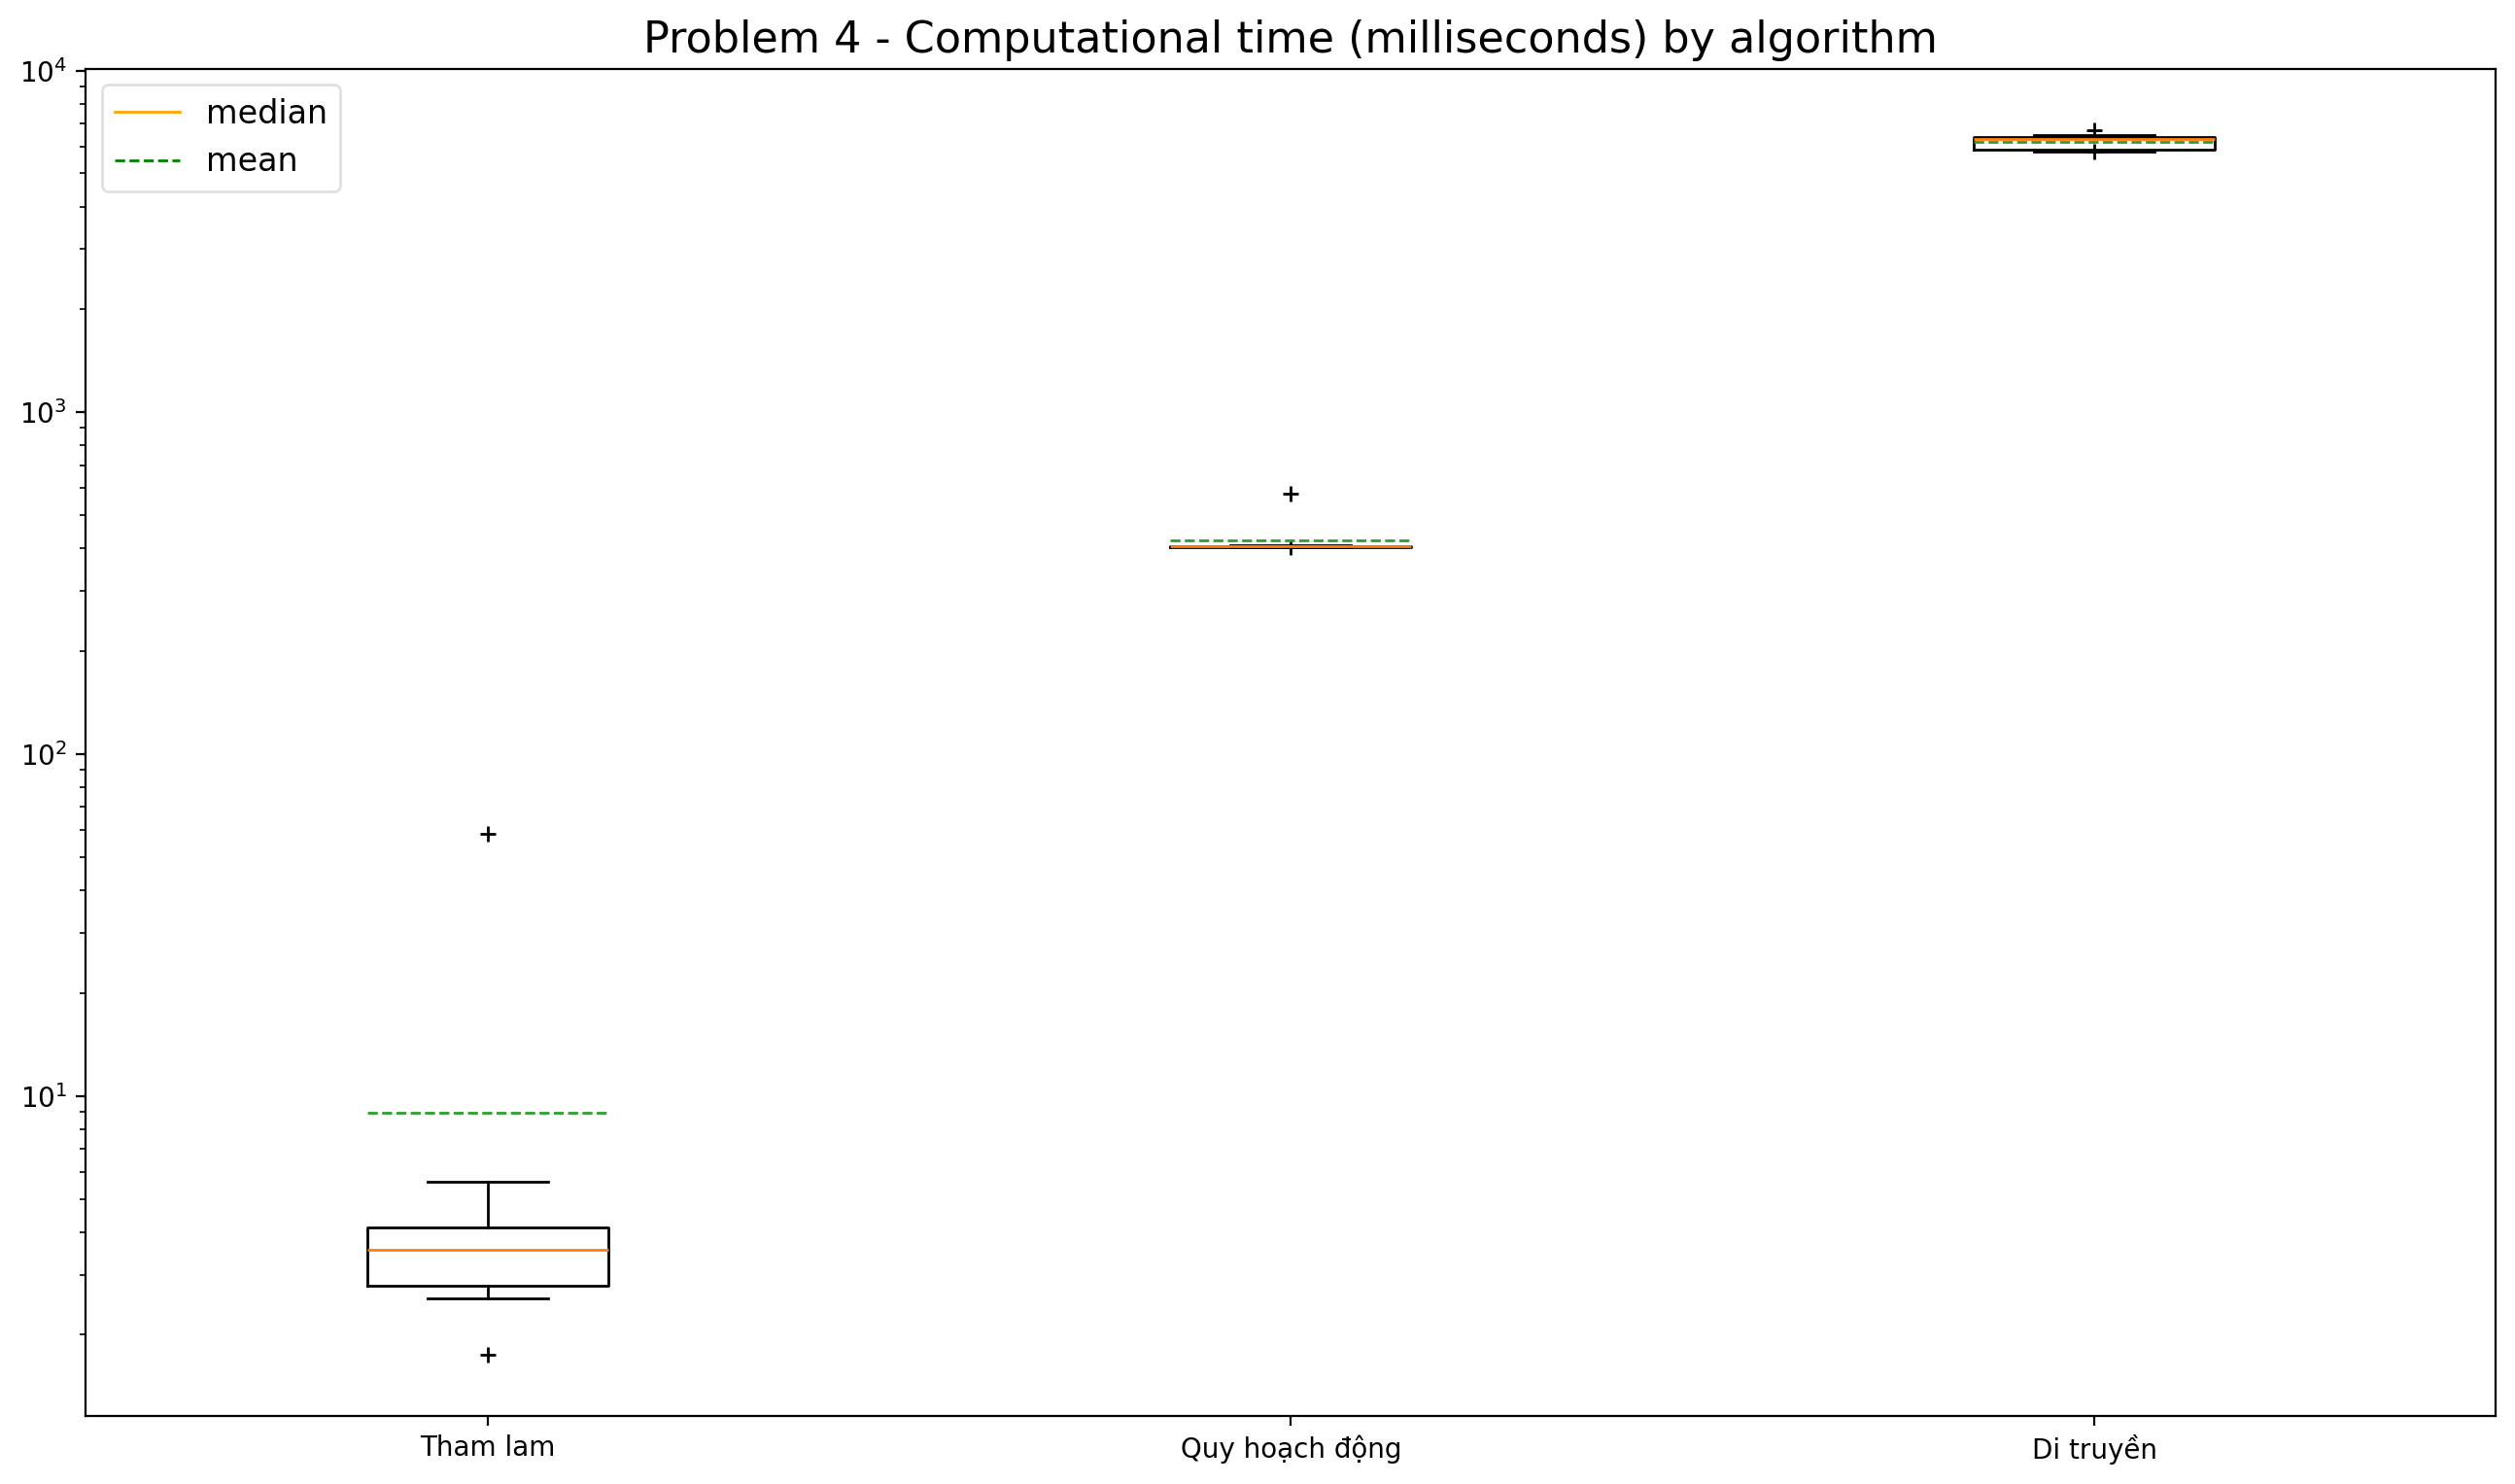 Problem 4 - Computational time (milliseconds) by algorithm
median
mean
10⁴
10³
10²
10¹
Tham lam
Quy hoạch động
Di truyền